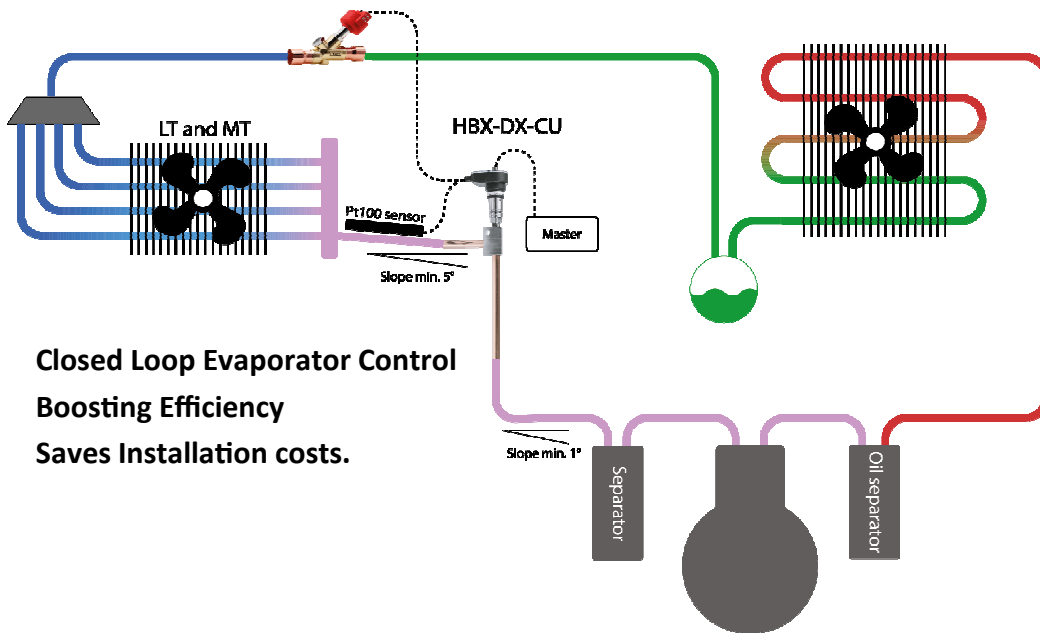 LT and MT
HBX-DX-CU
Pt100 sensor
Master
Slope min. 5°
Closed Loop Evaporator Control
Boosting Efficiency
Saves Installation costs.
Slope min. 1°
Separator
Oil separator